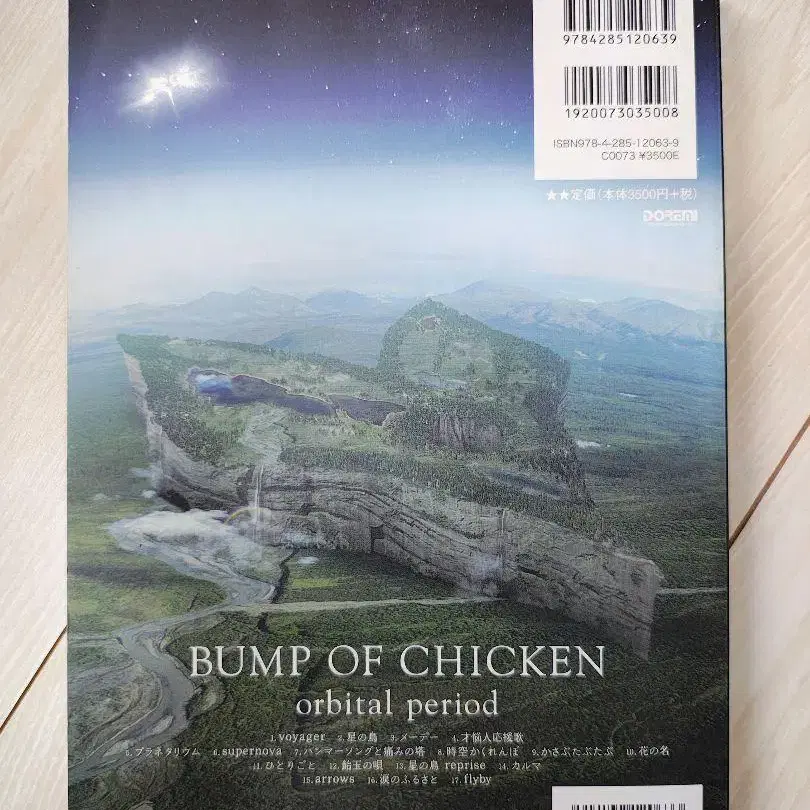 9784285120639
1920073035008
ISBN978-4-285-12063-9
C0073 ¥3500E
★★定価(本体3500円+税)
DOREMI
BUMP OF CHICKEN
orbital period
1. voyager 2. 星の鳥 3. メーデー 4. 才悩人応援歌
5. プラネタリウム 6. supernova 7. ハンマーソングと痛みの塔 8. 時空かくれんぼ 9. かさぶたぶたぶ 10. 花の名
11. ひとりごと 12. 飴玉の唄 13. 星の鳥 reprise 14. カルマ
15. arrows 16. 涙のふるさと 17. flyby